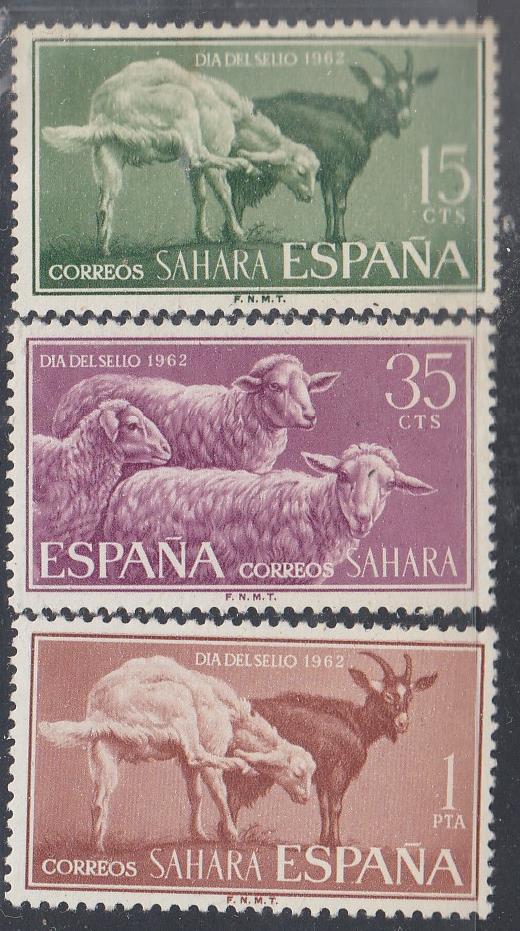 DIA DEL SELLO 1962
15
CTS
CORREOS SAHARA ESPAÑA
F. N. M. T.
DIA DEL SELLO 1962
35
CTS
ESPAÑA CORREOS SAHARA
F. N. M. T.
DIA DEL SELLO 1962
1
PTA
CORREOS SAHARA ESPAÑA
F. N. M. T.